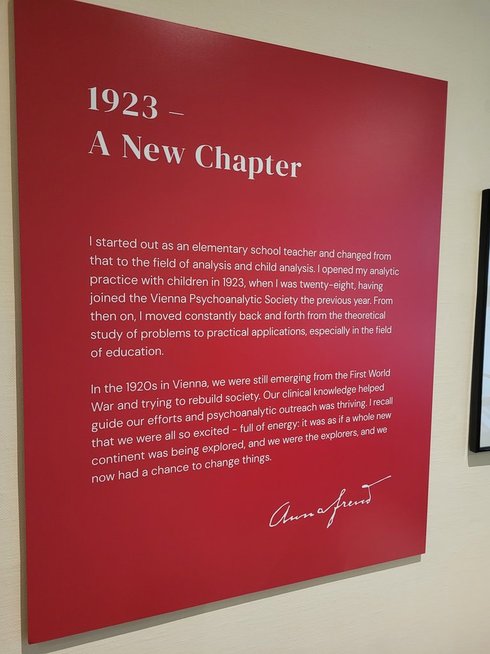 1923 –
A New Chapter
I started out as an elementary school teacher and changed from
that to the field of analysis and child analysis. I opened my analytic
practice with children in 1923, when I was twenty-eight, having
joined the Vienna Psychoanalytic Society the previous year. From
then on, I moved constantly back and forth from the theoretical
study of problems to practical applications, especially in the field
of education.
In the 1920s in Vienna, we were still emerging from the First World
War and trying to rebuild society. Our clinical knowledge helped
guide our efforts and psychoanalytic outreach was thriving. I recall
that we were all so excited – full of energy: it was as if a whole new
continent was being explored, and we were the explorers, and we
now had a chance to change things.
Anna Freud